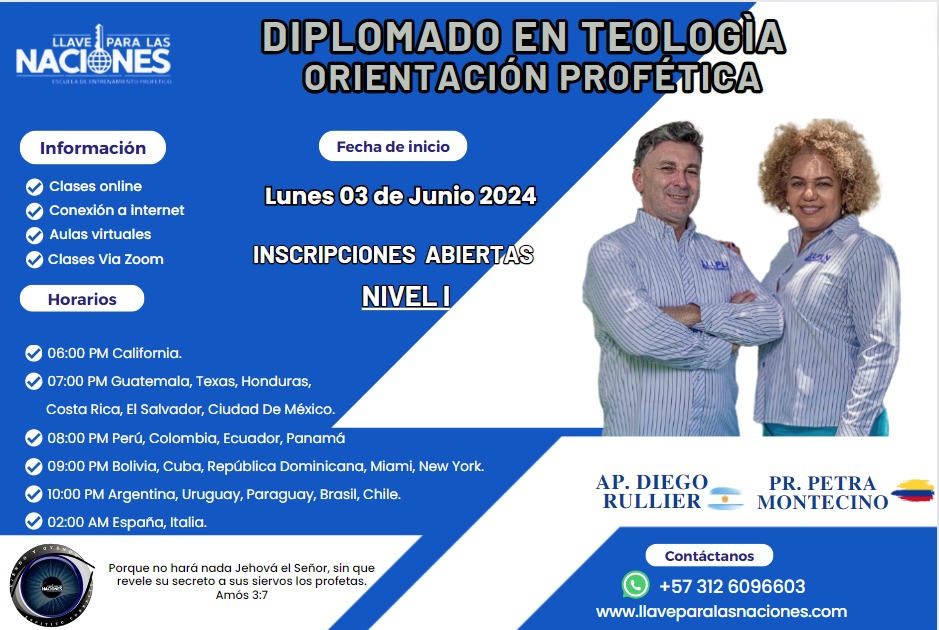 LLAVE PARA LAS
NACIONES
ESCUELA DE ENTRENAMIENTO PROFÉTICO
DIPLOMADO EN TEOLOGÌA
ORIENTACIÓN PROFÉTICA
Información
Clases online
Conexión a internet
Aulas virtuales
Clases Via Zoom
Fecha de inicio
Lunes 03 de Junio 2024
INSCRIPCIONES ABIERTAS
NIVEL I
Horarios
06:00 PM California.
07:00 PM Guatemala, Texas, Honduras,
Costa Rica, El Salvador, Ciudad De México.
08:00 PM Perú, Colombia, Ecuador, Panamá
09:00 PM Bolivia, Cuba, República Dominicana, Miami, New York.
10:00 PM Argentina, Uruguay, Paraguay, Brasil, Chile.
02:00 AM España, Italia.
AP. DIEGO
RULLIER
PR. PETRA
MONTECINO
Porque no hará nada Jehová el Señor, sin que
revele su secreto a sus siervos los profetas.
Amós 3:7
NACIONES
Contáctanos
+57 312 6096603
www.llaveparalasnaciones.com